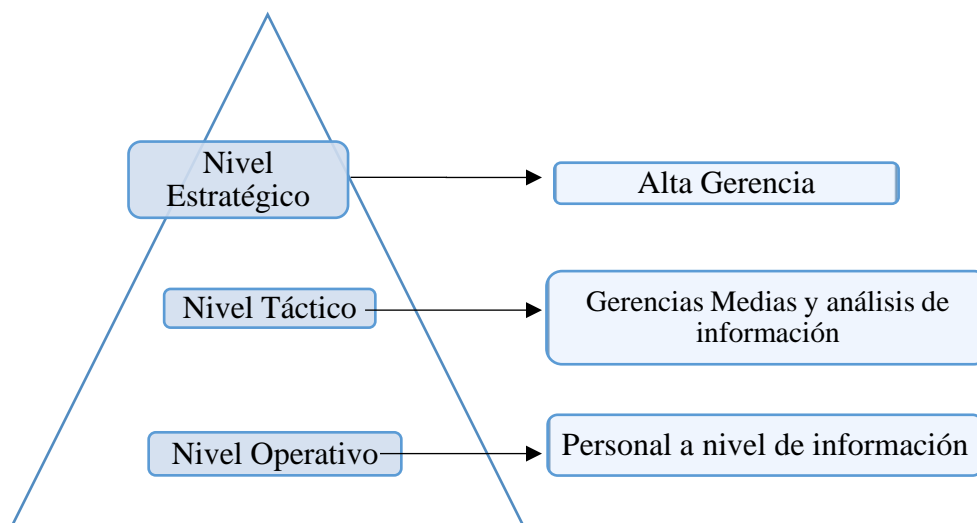 Nivel
Estratégico
Alta Gerencia
Nivel Táctico
Gerencias Medias y análisis de
información
Nivel Operativo
Personal a nivel de información